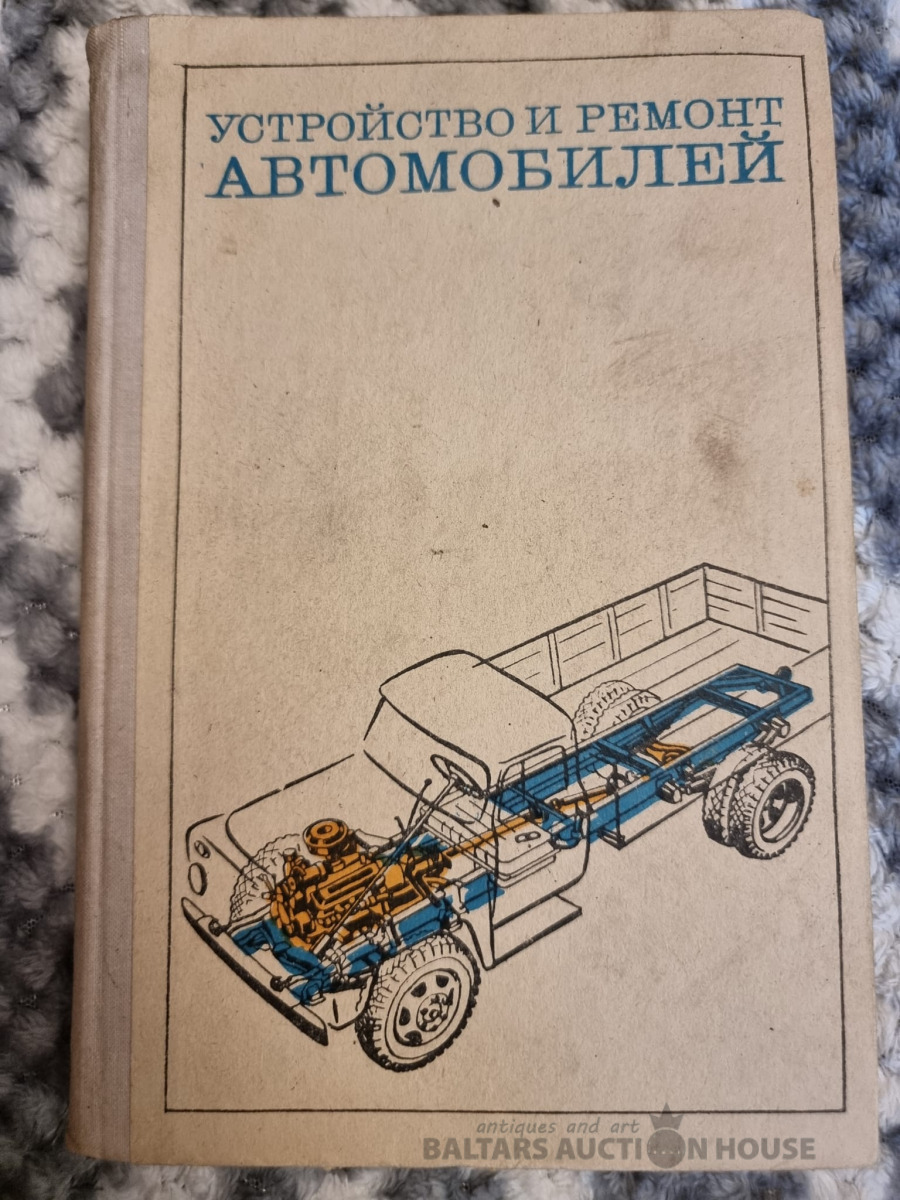 УСТРОЙСТВО И РЕМОНТ
АВТОМОБИЛЕЙ
antiques and art
BALTARS AUCTION HOUSE